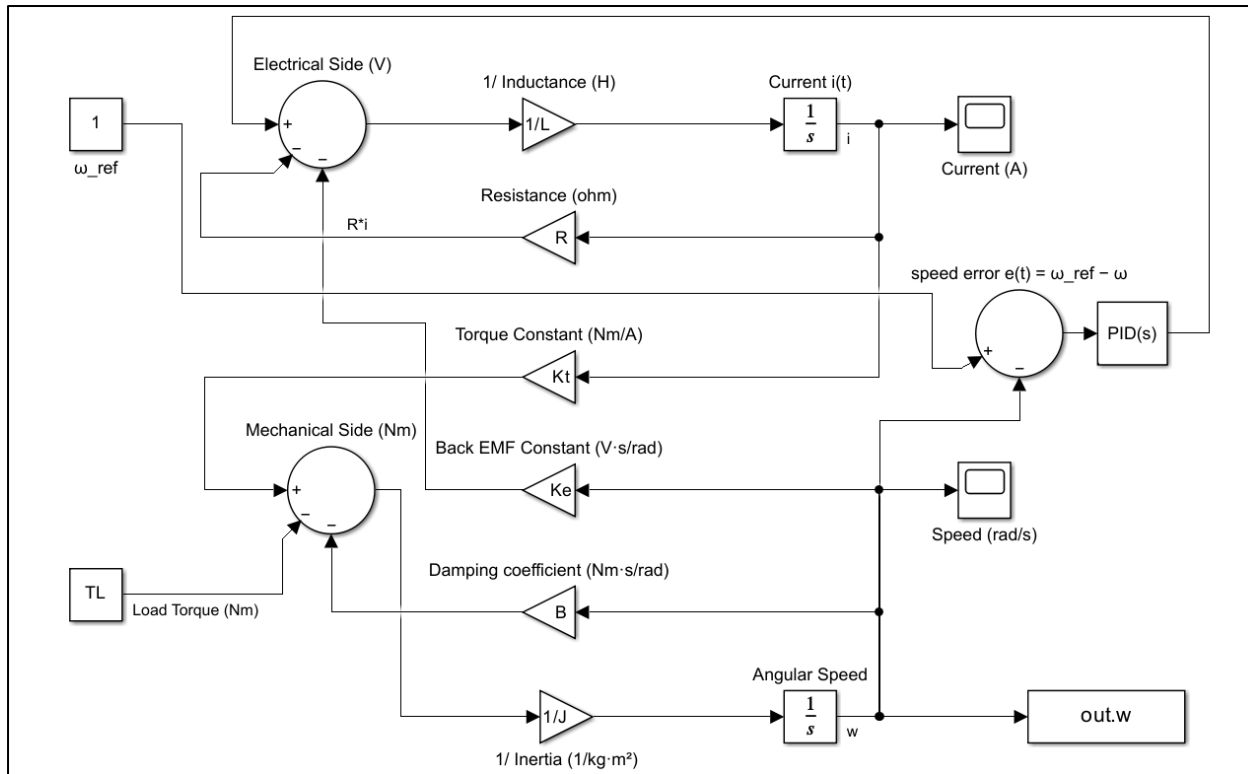 Electrical Side (V)
1/ Inductance (H)
Current i(t)
1
ω_ref
+
−
−
1/L
1
s
i
Current (A)
Resistance (ohm)
R*i
R
speed error e(t) = ω_ref − ω
+
−
PID(s)
Torque Constant (Nm/A)
Kt
Mechanical Side (Nm)
+
−
−
Back EMF Constant (V·s/rad)
Ke
Speed (rad/s)
TL
Load Torque (Nm)
Damping coefficient (Nm·s/rad)
B
Angular Speed
1/J
1
s
w
out.w
1/ Inertia (1/kg·m²)